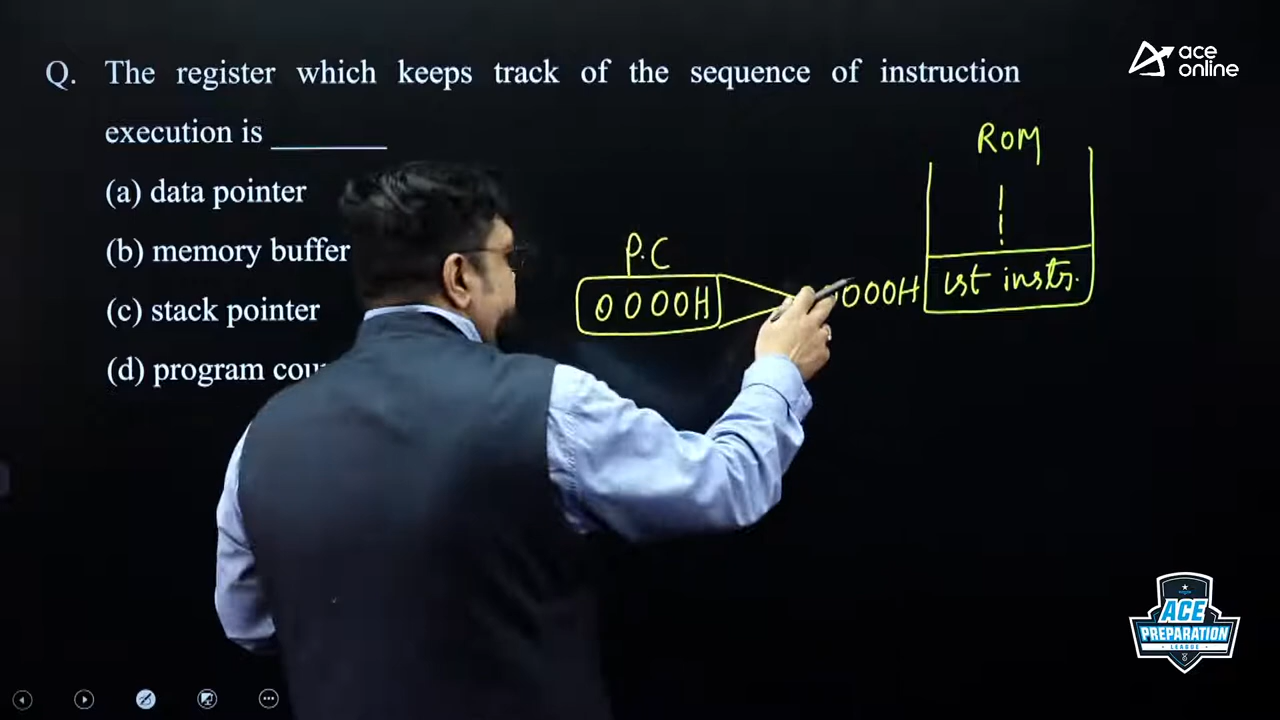 Q. The register which keeps track of the sequence of instruction
execution is ________
(a) data pointer
(b) memory buffer
(c) stack pointer
(d) program
ROM
P.C
0000H
000H
1st instr.
ace
online
ACE
PREPARATION
LEAGUE